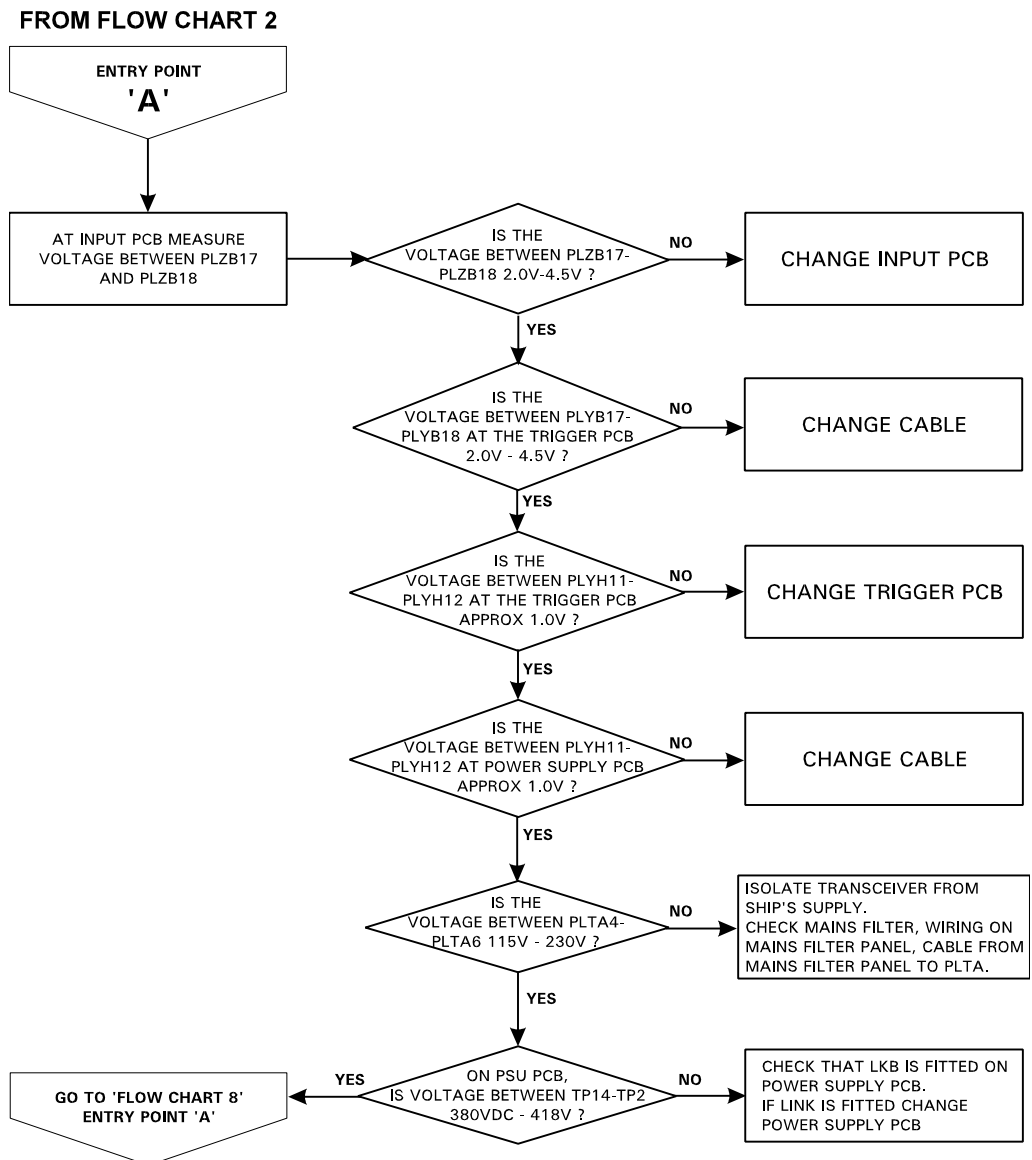 FROM FLOW CHART 2
ENTRY POINT
'A'
AT INPUT PCB MEASURE
VOLTAGE BETWEEN PLZB17
AND PLZB18
IS THE
VOLTAGE BETWEEN PLZB17-
PLZB18 2.0V-4.5V ?
NO
CHANGE INPUT PCB
YES
IS THE
VOLTAGE BETWEEN PLYB17-
PLYB18 AT THE TRIGGER PCB
2.0V - 4.5V ?
NO
CHANGE CABLE
YES
IS THE
VOLTAGE BETWEEN PLYH11-
PLYH12 AT THE TRIGGER PCB
APPROX 1.0V ?
NO
CHANGE TRIGGER PCB
YES
IS THE
VOLTAGE BETWEEN PLYH11-
PLYH12 AT POWER SUPPLY PCB
APPROX 1.0V ?
NO
CHANGE CABLE
YES
IS THE
VOLTAGE BETWEEN PLTA4-
PLTA6 115V - 230V ?
NO
ISOLATE TRANSCEIVER FROM
SHIP'S SUPPLY.
CHECK MAINS FILTER, WIRING ON
MAINS FILTER PANEL, CABLE FROM
MAINS FILTER PANEL TO PLTA.
YES
ON PSU PCB,
IS VOLTAGE BETWEEN TP14-TP2
380VDC - 418V ?
NO
CHECK THAT LKB IS FITTED ON
POWER SUPPLY PCB.
IF LINK IS FITTED CHANGE
POWER SUPPLY PCB
YES
GO TO 'FLOW CHART 8'
ENTRY POINT 'A'